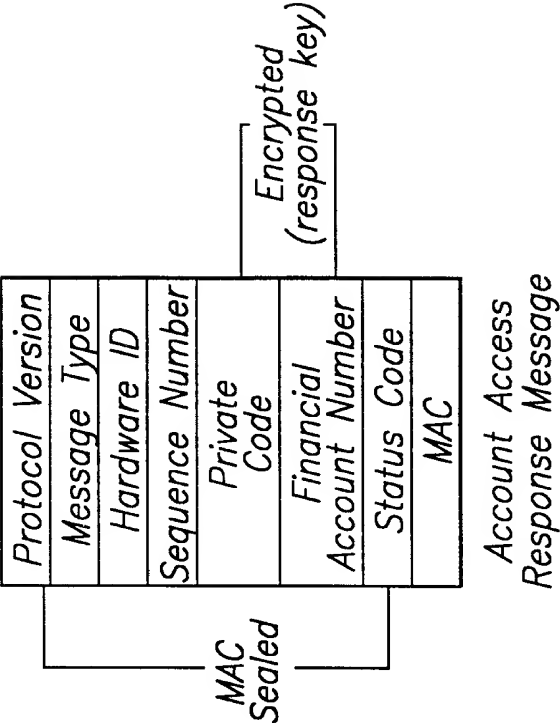 Protocol Version
Message Type
Hardware ID
Sequence Number
Private
Code
Financial
Account Number
Status Code
MAC
MAC
Sealed
Encrypted
(response key)
Account Access
Response Message